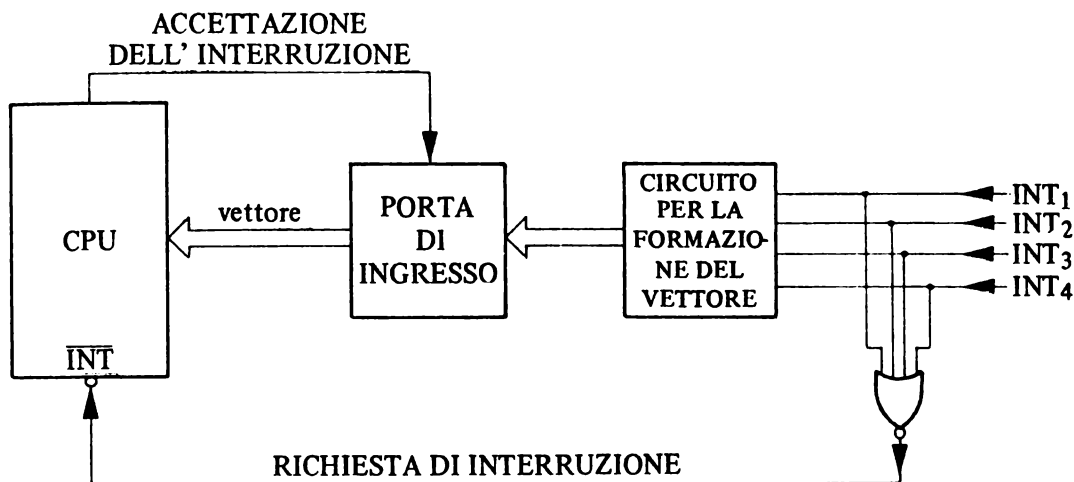 ACCETTAZIONE
DELL' INTERRUZIONE
CPU
INT
vettore
PORTA
DI
INGRESSO
CIRCUITO
PER LA
FORMAZIO-
NE DEL
VETTORE
INT1
INT2
INT3
INT4
RICHIESTA DI INTERRUZIONE